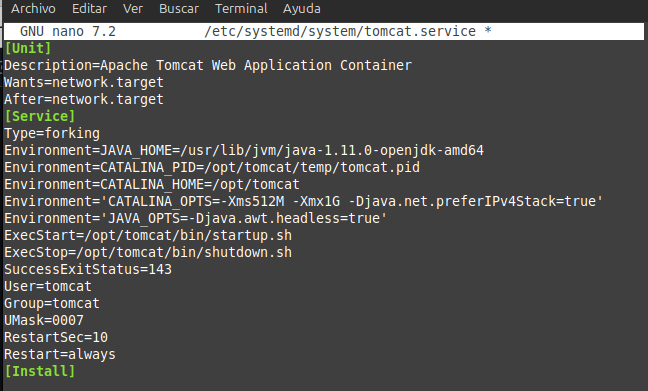 Archivo Editar Ver Buscar Terminal Ayuda
GNU nano 7.2 /etc/systemd/system/tomcat.service *
[Unit]
Description=Apache Tomcat Web Application Container
Wants=network.target
After=network.target
[Service]
Type=forking
Environment=JAVA_HOME=/usr/lib/jvm/java-1.11.0-openjdk-amd64
Environment=CATALINA_PID=/opt/tomcat/temp/tomcat.pid
Environment=CATALINA_HOME=/opt/tomcat
Environment='CATALINA_OPTS=-Xms512M -Xmx1G -Djava.net.preferIPv4Stack=true'
Environment='JAVA_OPTS=-Djava.awt.headless=true'
ExecStart=/opt/tomcat/bin/startup.sh
ExecStop=/opt/tomcat/bin/shutdown.sh
SuccessExitStatus=143
User=tomcat
Group=tomcat
UMask=0007
RestartSec=10
Restart=always
[Install]